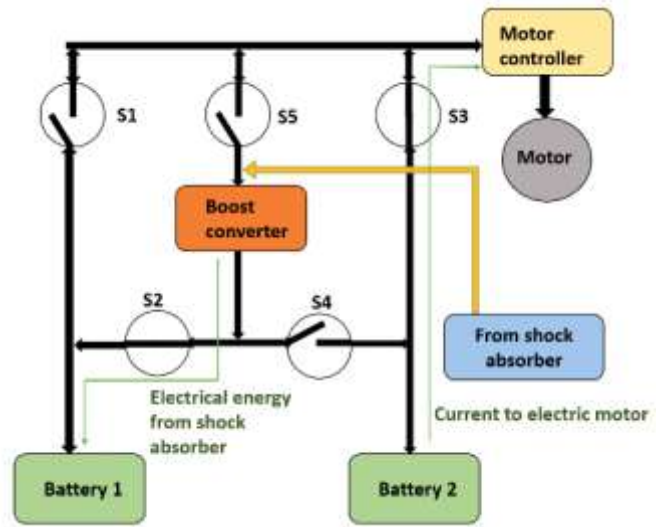 Motor
controller
S1
S5
S3
Motor
Boost
converter
S2
S4
From shock
absorber
Electrical energy
from shock
absorber
Current to electric motor
Battery 1
Battery 2